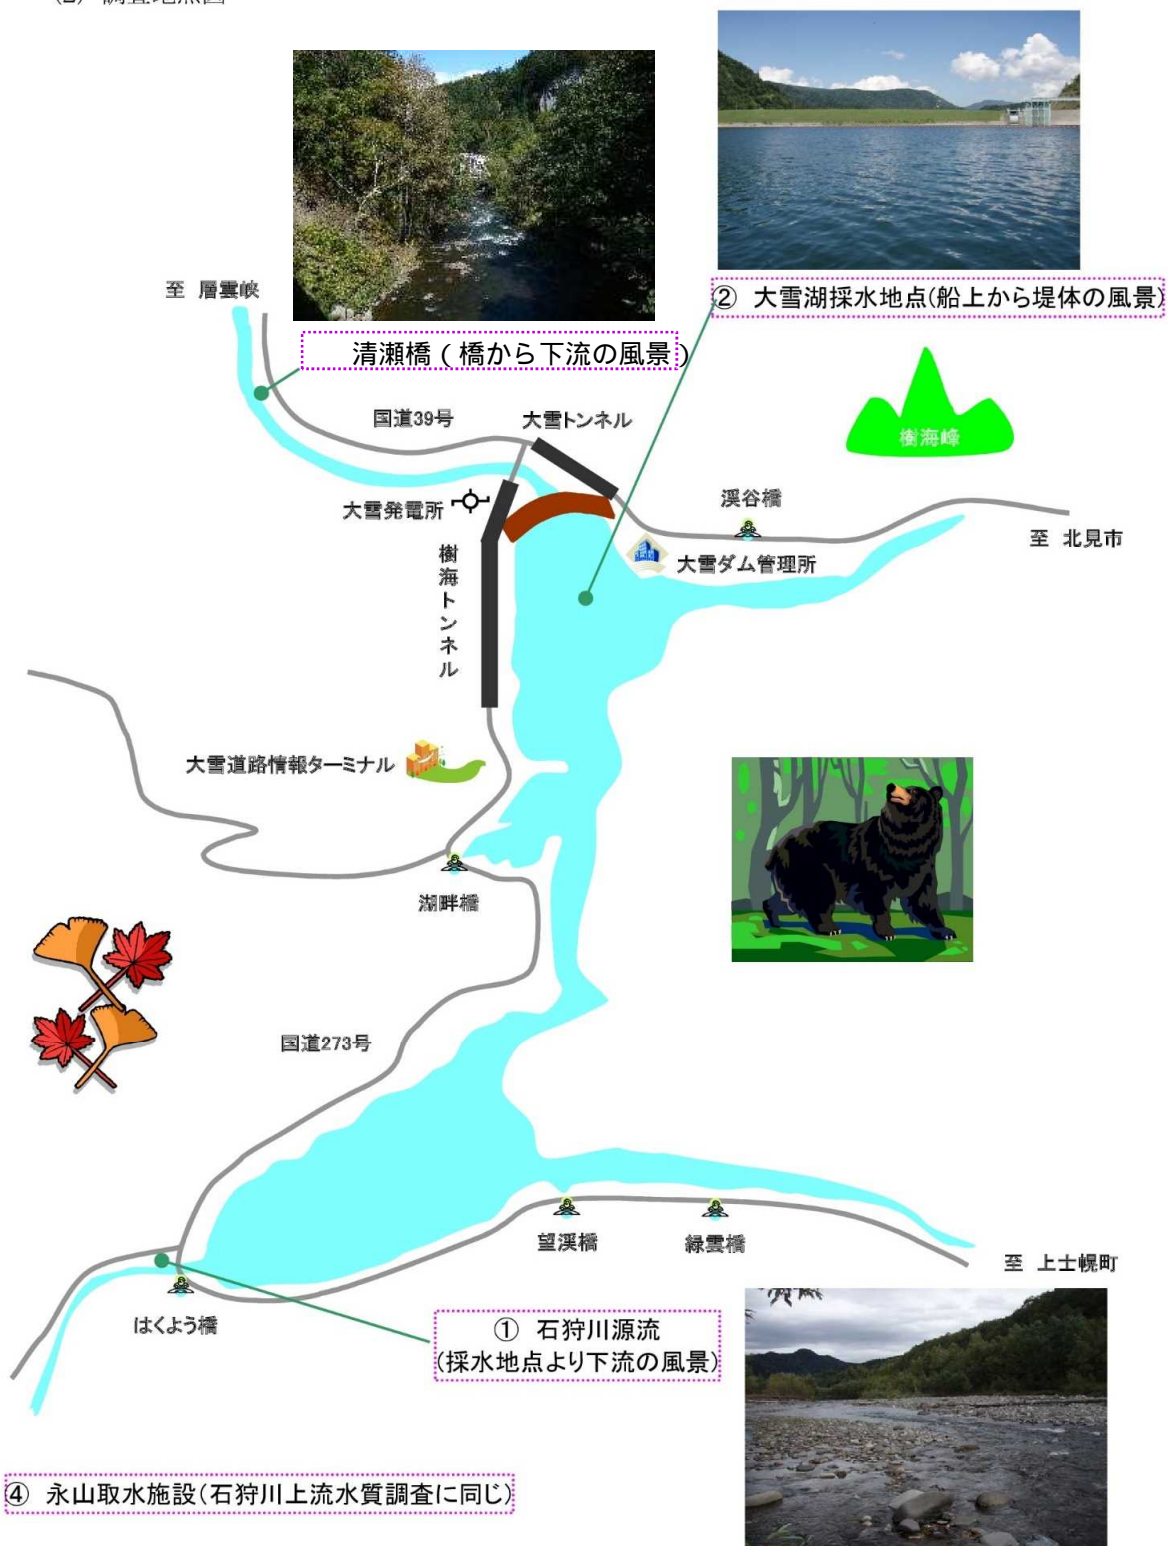 (2) 調査地点図
② 大雪湖採水地点(船上から堤体の風景)
至 層雲峡
清瀬橋(橋から下流の風景)
国道39号
大雪トンネル
樹海峰
大雪発電所
渓谷橋
至 北見市
大雪ダム管理所
樹海トンネル
大雪道路情報ターミナル
湖畔橋
国道273号
望渓橋
緑雲橋
至 上士幌町
はくよう橋
① 石狩川源流
(採水地点より下流の風景)
④ 永山取水施設(石狩川上流水質調査に同じ)